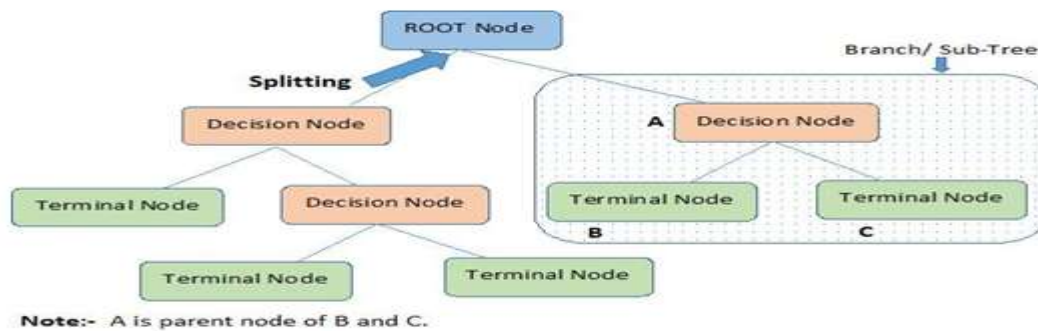 ROOT Node
Branch/ Sub-Tree
Splitting
Decision Node
A
Decision Node
Terminal Node
Decision Node
Terminal Node
Terminal Node
B
C
Terminal Node
Terminal Node
Note:- A is parent node of B and C.